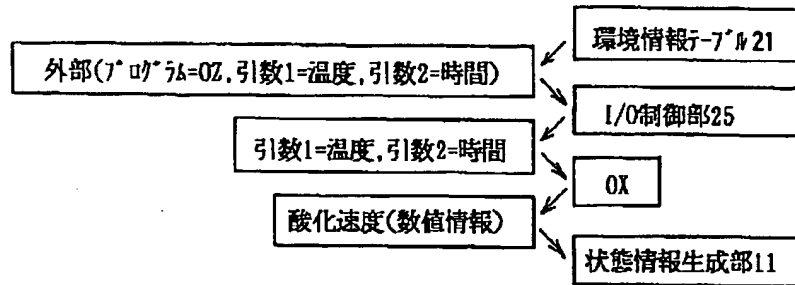 環境情報ﾃｰﾌﾞﾙ21
外部(ﾌﾟﾛｸﾞﾗﾑ=OZ,引数1=温度,引数2=時間)
I/O制御部25
引数1=温度,引数2=時間
OX
酸化速度(数値情報)
状態情報生成部11